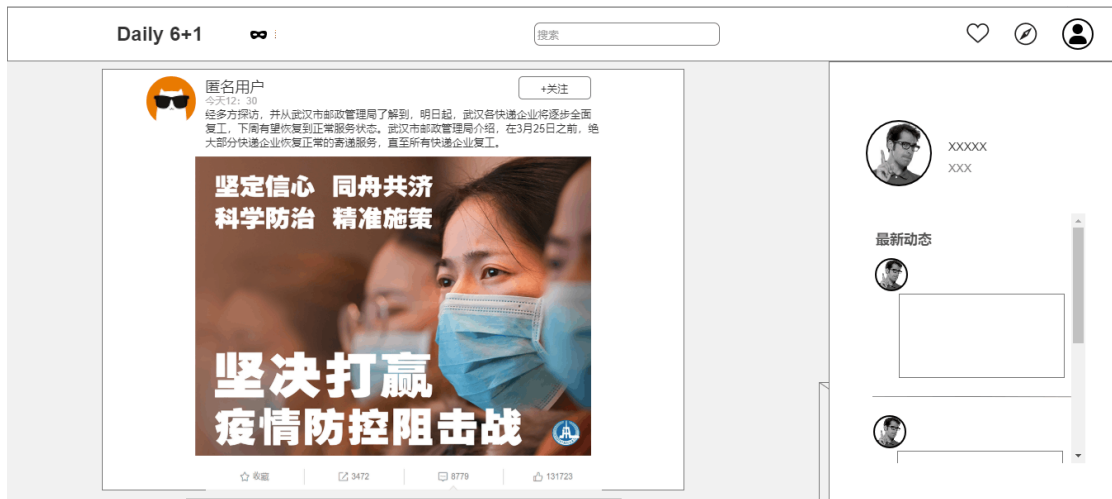 Daily 6+1
搜索
匿名用户
+关注
今天12：30
经多方探访，并从武汉市邮政管理局了解到，明日起，武汉各快递企业将逐步全面
复工，下周有望恢复到正常服务状态。武汉市邮政管理局介绍，在3月25日之前，绝
大部分快递企业恢复正常的寄递服务，直至所有快递企业复工。
坚定信心 同舟共济
科学防治 精准施策
坚决打赢
疫情防控阻击战
收藏
3472
8779
131723
XXXXX
XXX
最新动态